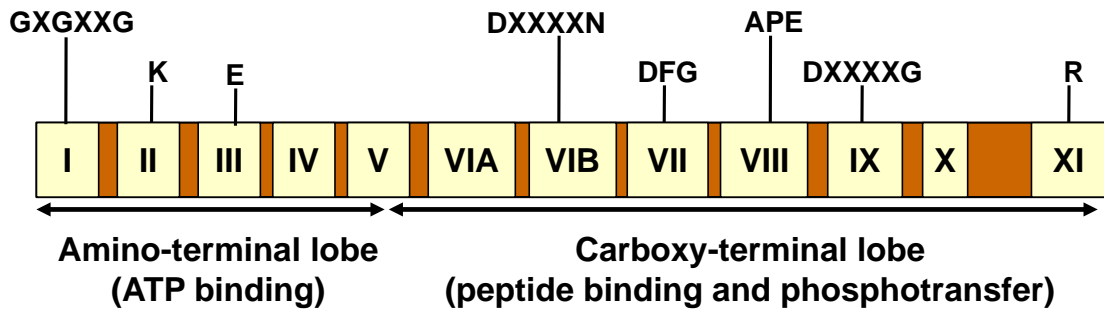 GXGXXG DXXXXN APE
K E DFG DXXXXG R
I II III IV V VIA VIB VII VIII IX X XI
Amino-terminal lobe Carboxy-terminal lobe
(ATP binding) (peptide binding and phosphotransfer)